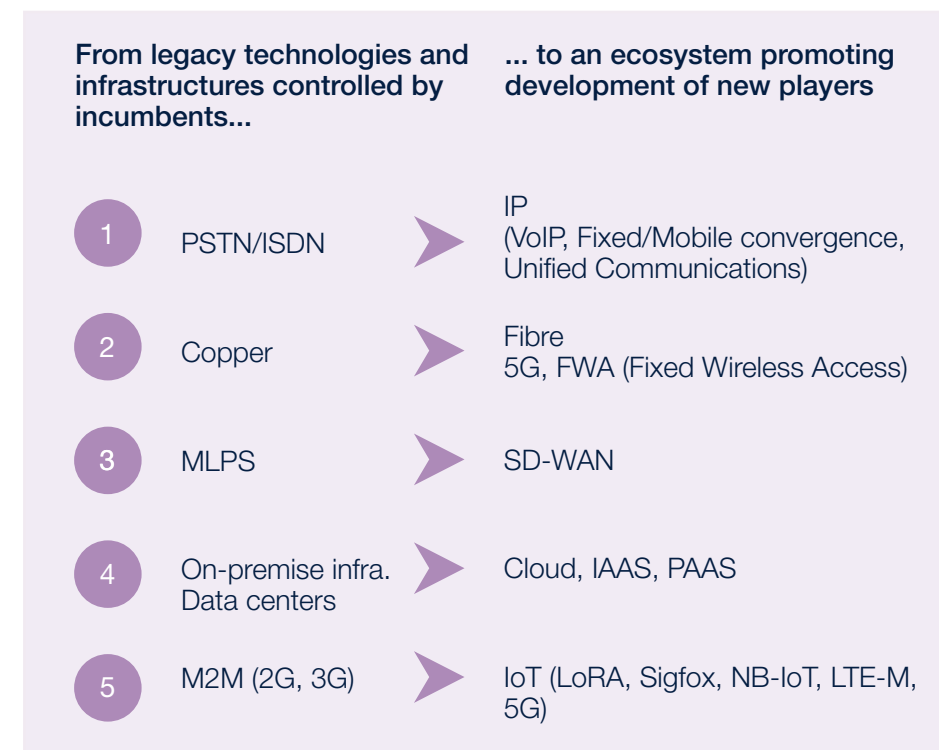 From legacy technologies and
infrastructures controlled by
incumbents...
... to an ecosystem promoting
development of new players
1
PSTN/ISDN
IP
(VoIP, Fixed/Mobile convergence,
Unified Communications)
2
Copper
Fibre
5G, FWA (Fixed Wireless Access)
3
MLPS
SD-WAN
4
On-premise infra.
Data centers
Cloud, IAAS, PAAS
5
M2M (2G, 3G)
IoT (LoRA, Sigfox, NB-IoT, LTE-M,
5G)